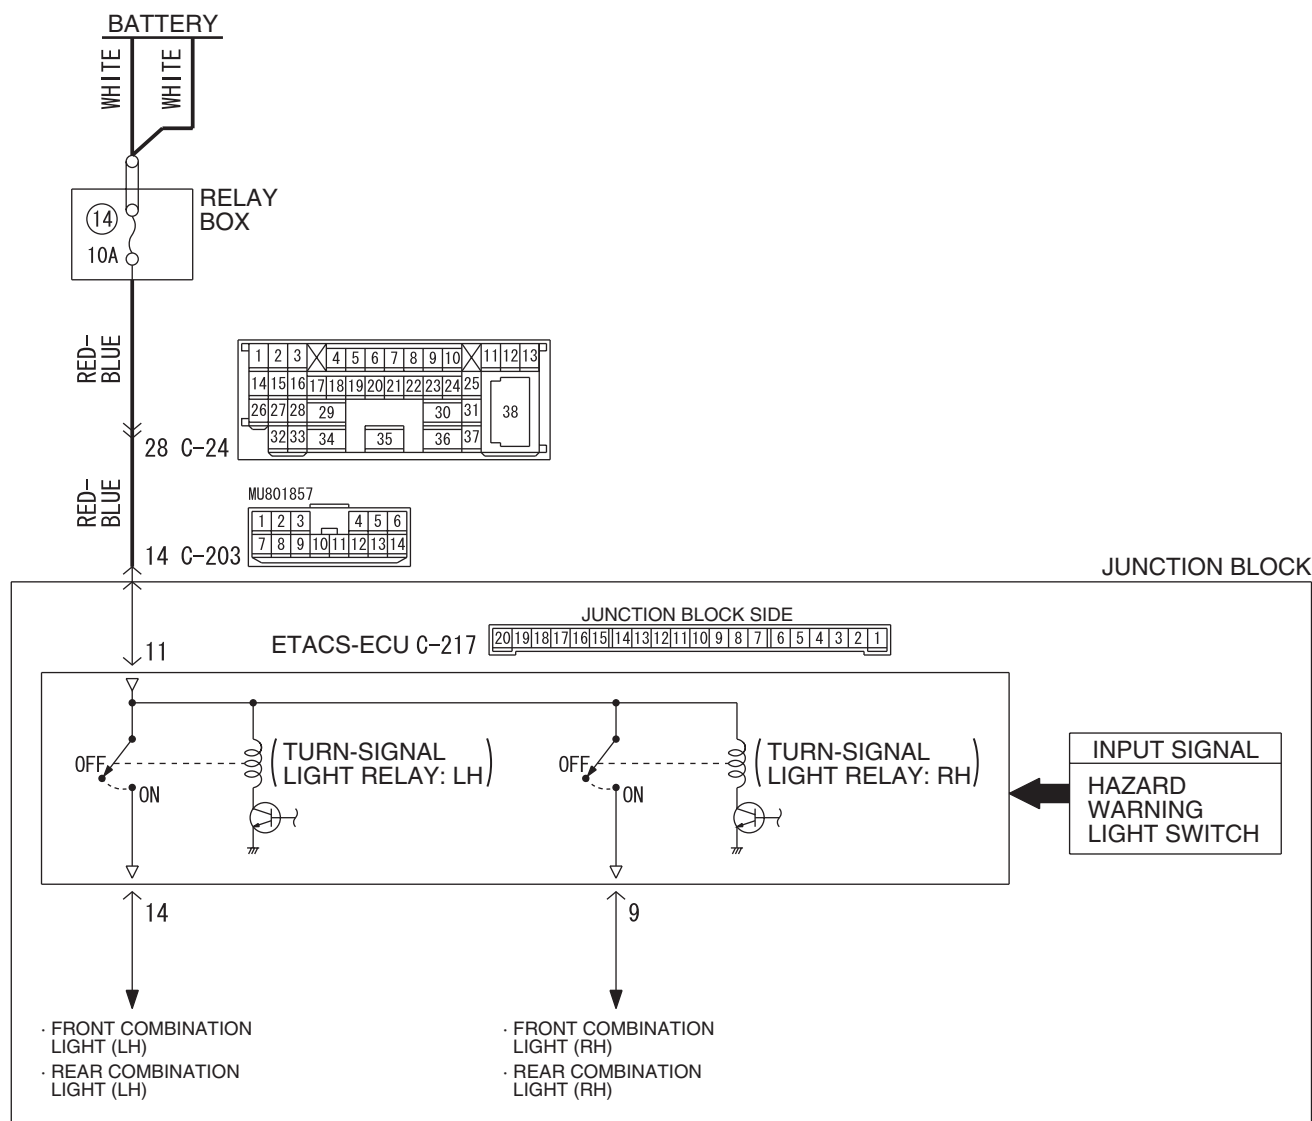 BATTERY
WHITE
WHITE
RELAY
BOX
14
10A
RED-
BLUE
1 2 3 4 5 6 7 8 9 10 11 12 13
14 15 16 17 18 19 20 21 22 23 24 25
26 27 28 29 30 31 38
32 33 34 35 36 37
28 C-24
RED-
BLUE
MU801857
1 2 3 4 5 6
7 8 9 10 11 12 13 14
14 C-203
JUNCTION BLOCK
JUNCTION BLOCK SIDE
ETACS-ECU C-217
20 19 18 17 16 15 14 13 12 11 10 9 8 7 6 5 4 3 2 1
11
OFF
ON
(TURN-SIGNAL
LIGHT RELAY: LH)
OFF
ON
(TURN-SIGNAL
LIGHT RELAY: RH)
INPUT SIGNAL
HAZARD
WARNING
LIGHT SWITCH
14
9
· FRONT COMBINATION
LIGHT (LH)
· REAR COMBINATION
LIGHT (LH)
· FRONT COMBINATION
LIGHT (RH)
· REAR COMBINATION
LIGHT (RH)